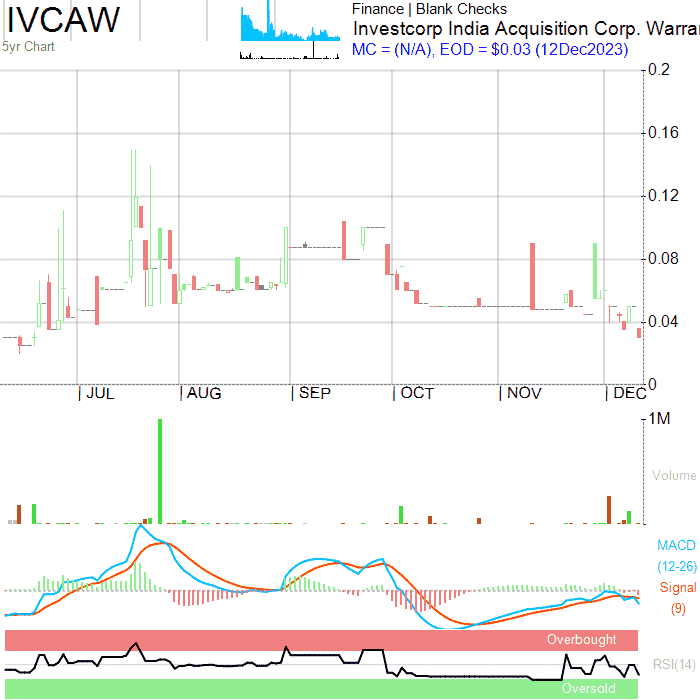 IVCAW
5yr Chart
Finance | Blank Checks
Investcorp India Acquisition Corp. Warra
MC = (N/A), EOD = $0.03 (12Dec2023)
0.2
0.16
0.12
0.08
0.04
0
JUL AUG SEP OCT NOV DEC
1M
Volume
MACD
(12-26)
Signal
(9)
Overbought
RSI(14)
Oversold